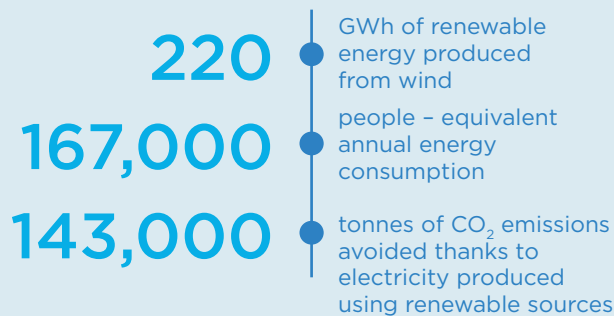 220
GWh of renewable
energy produced
from wind
167,000
people – equivalent
annual energy
consumption
143,000
tonnes of CO₂ emissions
avoided thanks to
electricity produced
using renewable sources